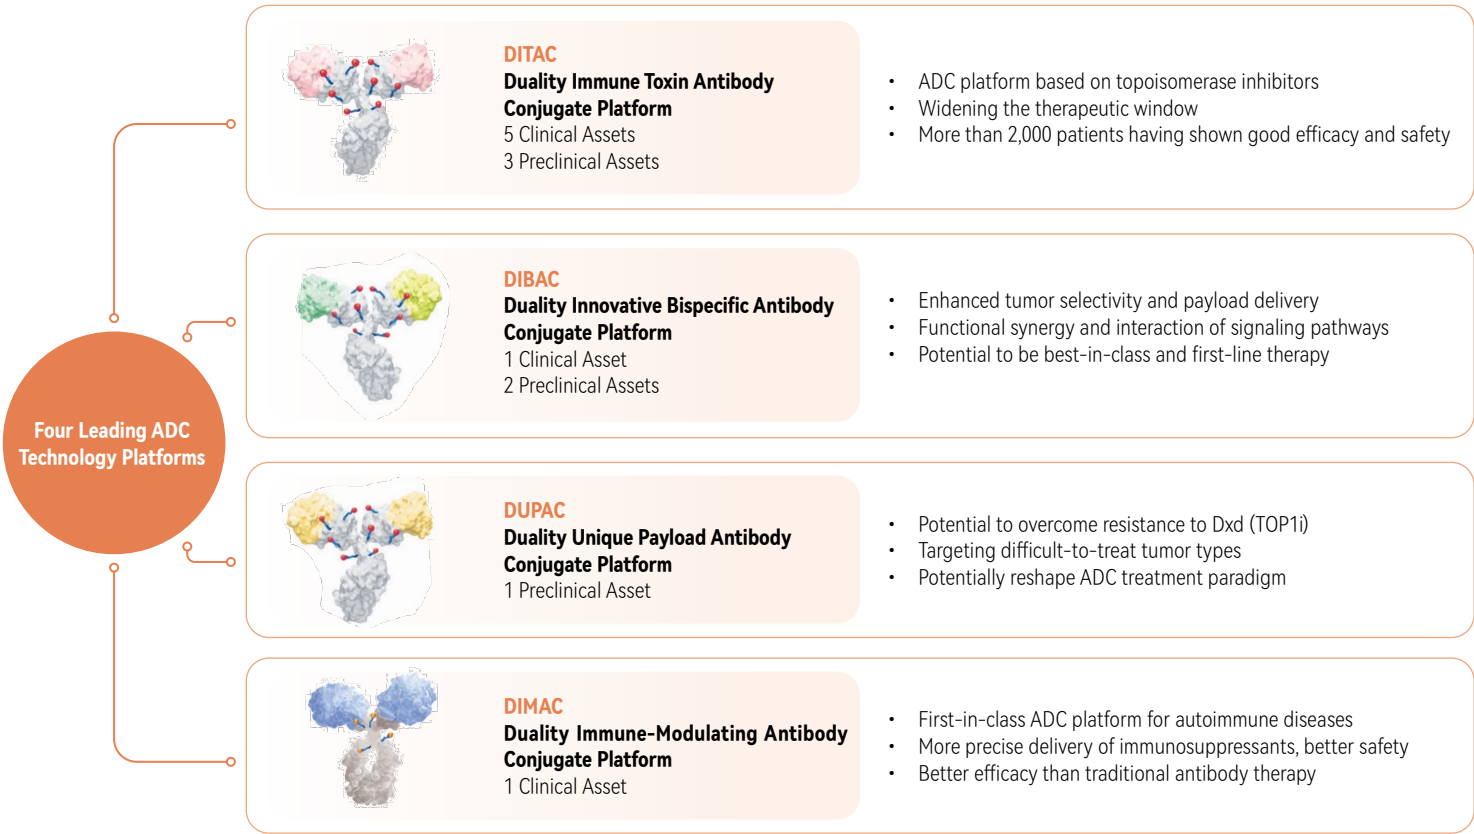 Four Leading ADC
Technology Platforms
DITAC
Duality Immune Toxin Antibody
Conjugate Platform
5 Clinical Assets
3 Preclinical Assets
• ADC platform based on topoisomerase inhibitors
• Widening the therapeutic window
• More than 2,000 patients having shown good efficacy and safety
DIBAC
Duality Innovative Bispecific Antibody
Conjugate Platform
1 Clinical Asset
2 Preclinical Assets
• Enhanced tumor selectivity and payload delivery
• Functional synergy and interaction of signaling pathways
• Potential to be best-in-class and first-line therapy
DUPAC
Duality Unique Payload Antibody
Conjugate Platform
1 Preclinical Asset
• Potential to overcome resistance to Dxd (TOP1i)
• Targeting difficult-to-treat tumor types
• Potentially reshape ADC treatment paradigm
DIMAC
Duality Immune-Modulating Antibody
Conjugate Platform
1 Clinical Asset
• First-in-class ADC platform for autoimmune diseases
• More precise delivery of immunosuppressants, better safety
• Better efficacy than traditional antibody therapy